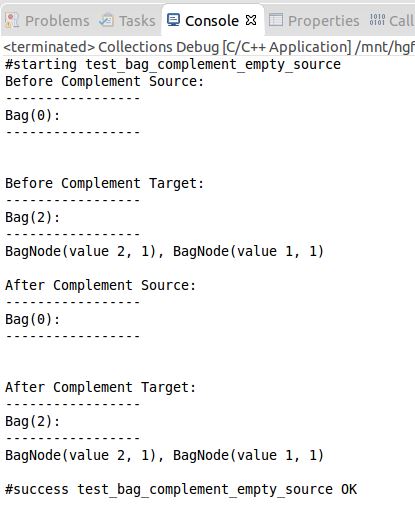 Problems Tasks Console Properties Call
<terminated> Collections Debug [C/C++ Application] /mnt/hgf
#starting test_bag_complement_empty_source
Before Complement Source:
-----------------
Bag(0):
-----------------
Before Complement Target:
-----------------
Bag(2):
-----------------
BagNode(value 2, 1), BagNode(value 1, 1)
After Complement Source:
-----------------
Bag(0):
-----------------
After Complement Target:
-----------------
Bag(2):
-----------------
BagNode(value 2, 1), BagNode(value 1, 1)
#success test_bag_complement_empty_source OK